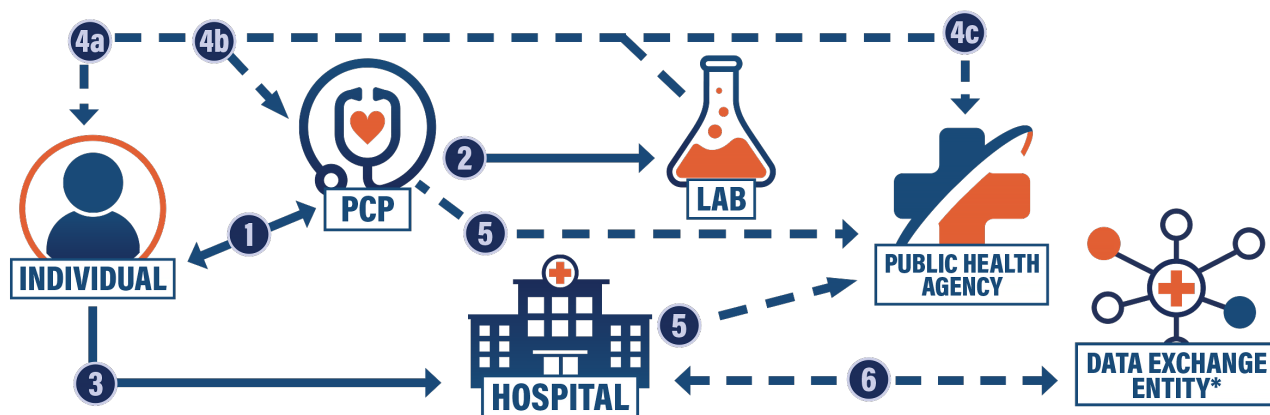 4a
4b
4c
2
PCP
LAB
1
5
INDIVIDUAL
PUBLIC HEALTH
AGENCY
5
3
HOSPITAL
6
DATA EXCHANGE
ENTITY*